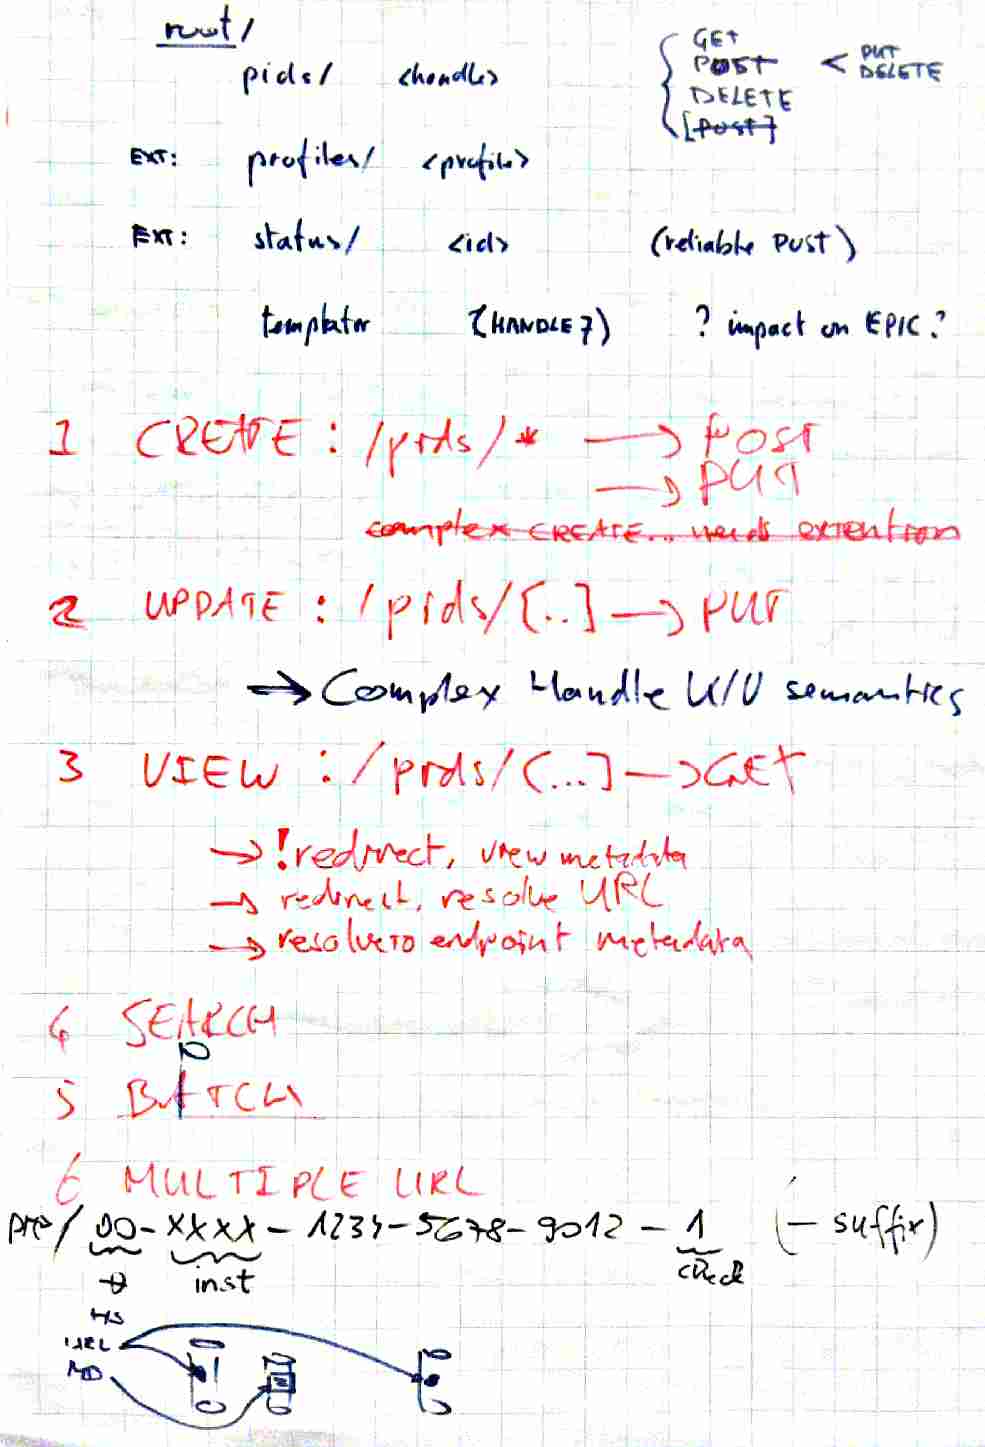 root/
pids/ <handle>
GET
POST < PUT
DELETE DELETE
[POST]
EXT: profiles/ <profile>
EXT: status/ <id> (reliable POST)
template (HANDLE 7) ? impact on EPIC?
1 CREATE : /pids/* → POST
→ PUT
complex CREATE... needs extention
2 UPDATE : /pids/[..] → PUT
→ Complex Handle U/V semantics
3 VIEW : /pids/[...] → GET
→ !redirect, view metadata
→ redirect, resolve URL
→ resolve to endpoint metadata
4 SEARCH
5 BATCH
6 MULTIPLE URL
pre/ 00-XXXX-1234-5678-9012-1 (-suffix)
inst check
HS
URL
MD